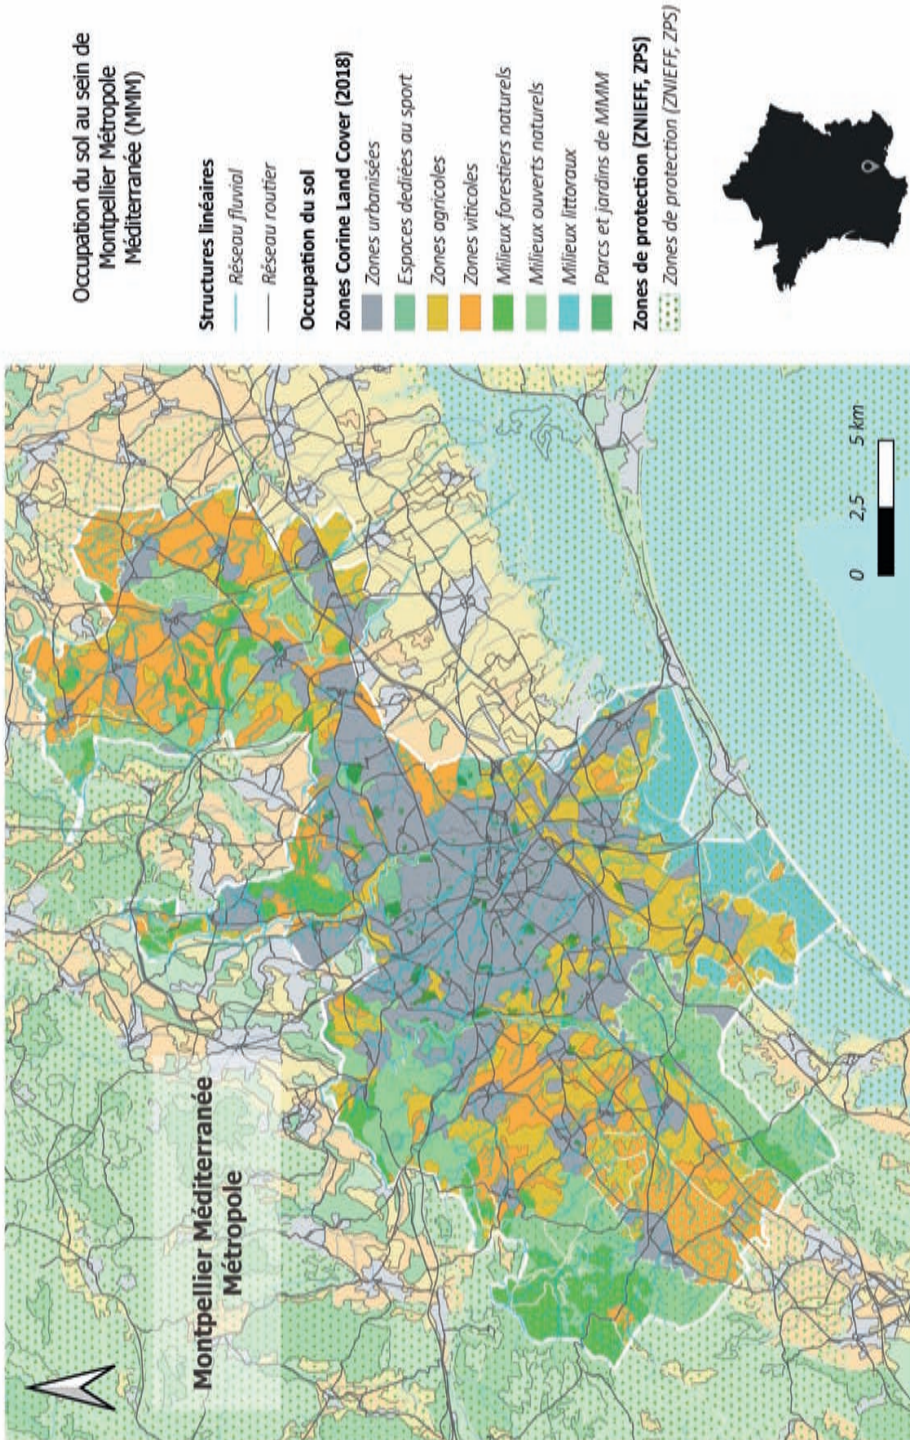 Montpellier Méditerranée
Métropole
Occupation du sol au sein de
Montpellier Métropole
Méditerranée (MMM)
Structures linéaires
Réseau fluvial
Réseau routier
Occupation du sol
Zones Corine Land Cover (2018)
Zones urbanisées
Espaces dediées au sport
Zones agricoles
Zones viticoles
Milieux forestiers naturels
Milieux ouverts naturels
Milieux littoraux
Parcs et jardins de MMM
Zones de protection (ZNIEFF, ZPS)
Zones de protection (ZNIEFF, ZPS)
0 2,5 5 km